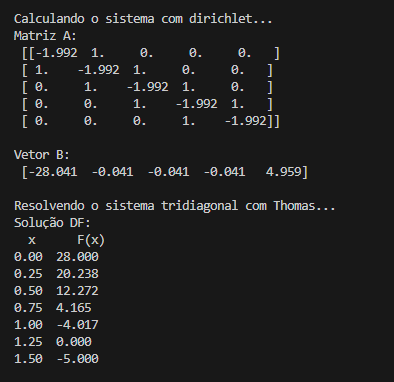 Calculando o sistema com dirichlet...
Matriz A:
[[-1.992 1. 0. 0. 0. ]
[ 1. -1.992 1. 0. 0. ]
[ 0. 1. -1.992 1. 0. ]
[ 0. 0. 1. -1.992 1. ]
[ 0. 0. 0. 1. -1.992]]
Vetor B:
[-28.041 -0.041 -0.041 -0.041 4.959]
Resolvendo o sistema tridiagonal com Thomas...
Solução DF:
x F(x)
0.00 28.000
0.25 20.238
0.50 12.272
0.75 4.165
1.00 -4.017
1.25 0.000
1.50 -5.000